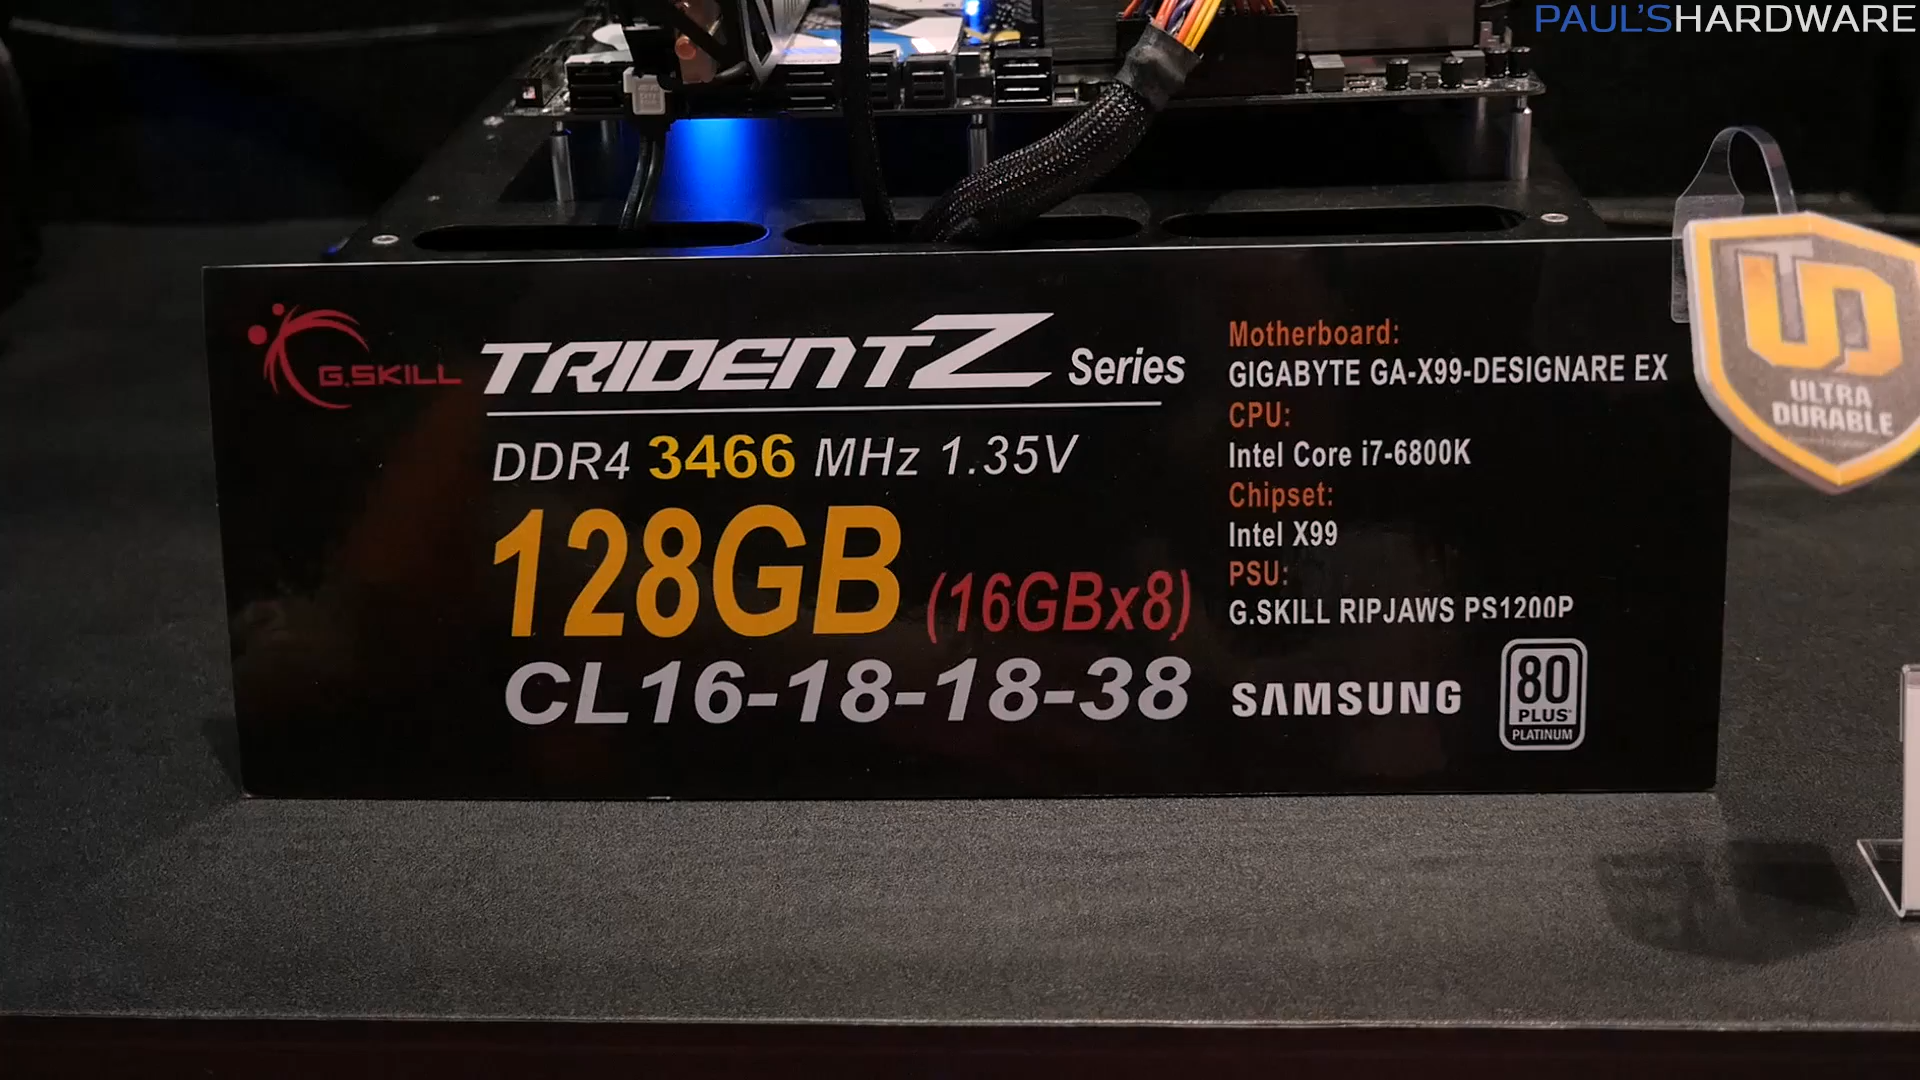 PAUL'SHARDWARE
G.SKILL
TRIDENTZ Series
DDR4 3466 MHz 1.35V
128GB (16GBx8)
CL16-18-18-38
Motherboard:
GIGABYTE GA-X99-DESIGNARE EX
CPU:
Intel Core i7-6800K
Chipset:
Intel X99
PSU:
G.SKILL RIPJAWS PS1200P
SAMSUNG
80
PLUS
PLATINUM
UD
ULTRA
DURABLE